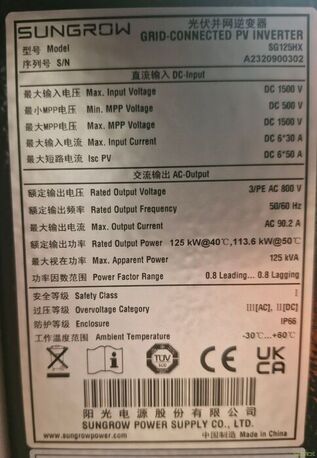 SUNGROW 光伏并网逆变器
GRID-CONNECTED PV INVERTER
型号 Model SG125HX
序列号 S/N A2320900302
直流输入 DC-Input
最大输入电压 Max. Input Voltage DC 1500 V
最小MPP电压 Min. MPP Voltage DC 500 V
最大MPP电压 Max. MPP Voltage DC 1500 V
最大输入电流 Max. Input Current DC 6*30 A
最大短路电流 Isc PV DC 6*50 A
交流输出 AC-Output
额定输出电压 Rated Output Voltage 3/PE AC 800 V
额定输出频率 Rated Output Frequency 50/60 Hz
最大输出电流 Max. Output Current AC 90.2 A
额定输出功率 Rated Output Power 125 kW@40℃,113.6 kW@50℃
最大视在功率 Max. Apparent Power 125 kVA
功率因数范围 Power Factor Range 0.8 Leading... 0.8 Lagging
安全等级 Safety Class I
过压等级 Overvoltage Category III[AC], II[DC]
防护等级 Enclosure IP66
工作温度范围 Ambient Temperature -30℃...+60℃
TÜV CE UKCA
阳光电源股份有限公司
SUNGROW POWER SUPPLY CO., LTD.
www.sungrowpower.com 中国制造 Made in China